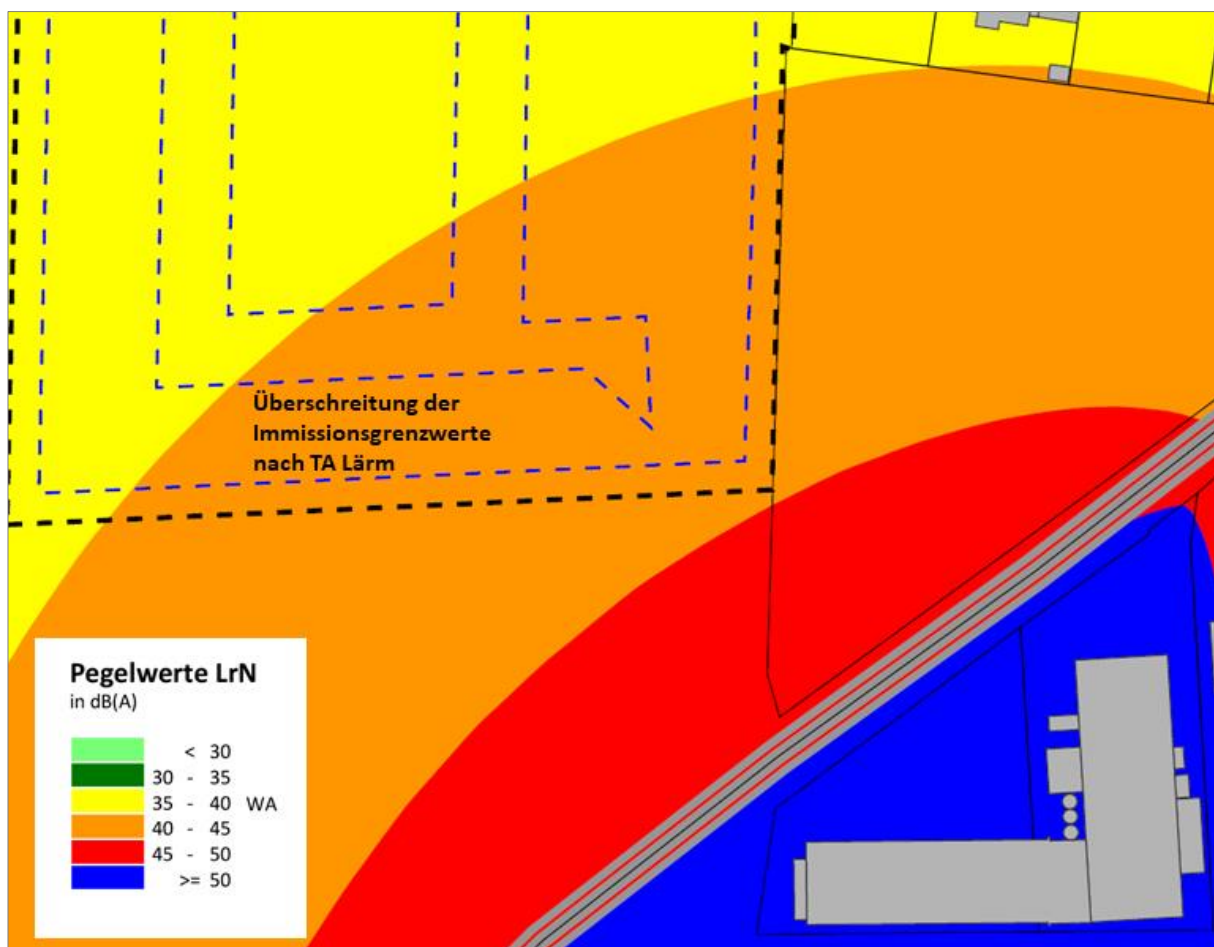 Überschreitung der
Immissionsgrenzwerte
nach TA Lärm
Pegelwerte LrN
in dB(A)
< 30
30 - 35
35 - 40 WA
40 - 45
45 - 50
>= 50